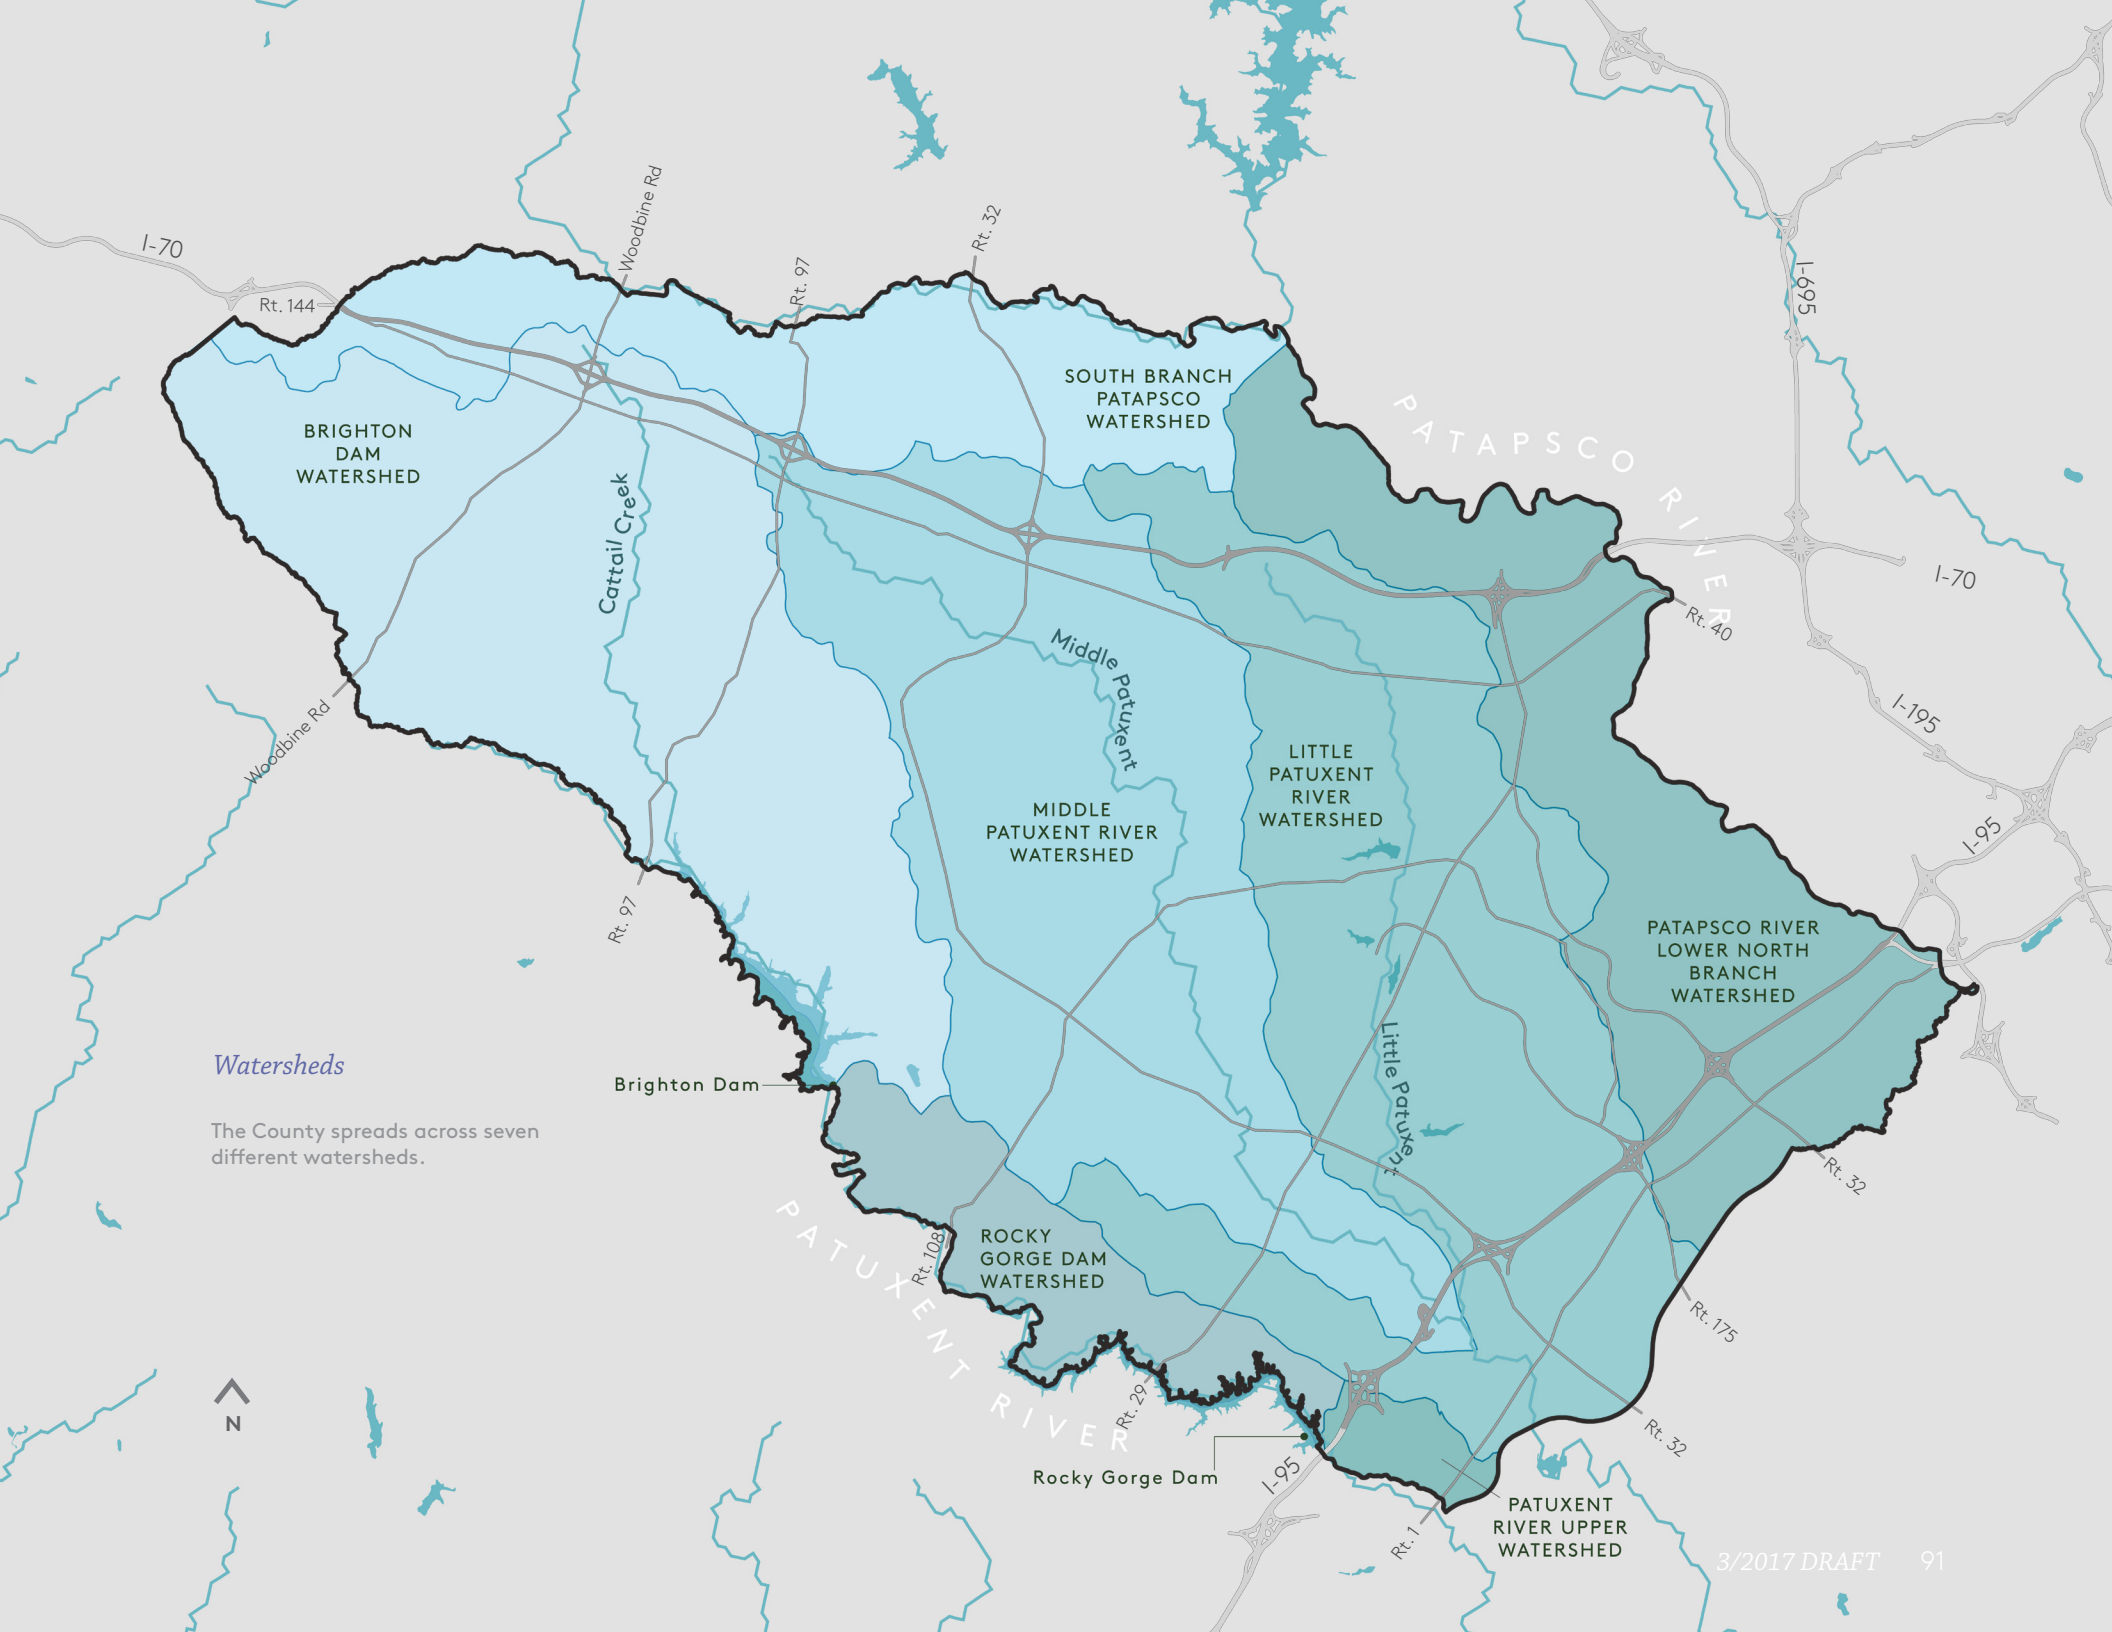 Woodbine Rd
Rt. 32
Rt. 97
I-70
Rt. 144
I-695
SOUTH BRANCH
PATAPSCO
WATERSHED
PATAPSCO RIVER
BRIGHTON
DAM
WATERSHED
Cattail Creek
I-70
Rt. 40
Middle Patuxent
I-195
Woodbine Rd
LITTLE
PATUXENT
RIVER
WATERSHED
MIDDLE
PATUXENT RIVER
WATERSHED
I-95
Rt. 97
PATAPSCO RIVER
LOWER NORTH
BRANCH
WATERSHED
Watersheds
The County spreads across seven
different watersheds.
Brighton Dam
Little Patuxent
Rt. 32
PATUXENT RIVER
Rt. 108
ROCKY
GORGE DAM
WATERSHED
Rt. 175
N
Rt. 29
Rt. 32
Rocky Gorge Dam
I-95
Rt. 1
PATUXENT
RIVER UPPER
WATERSHED
3/2017 DRAFT 91